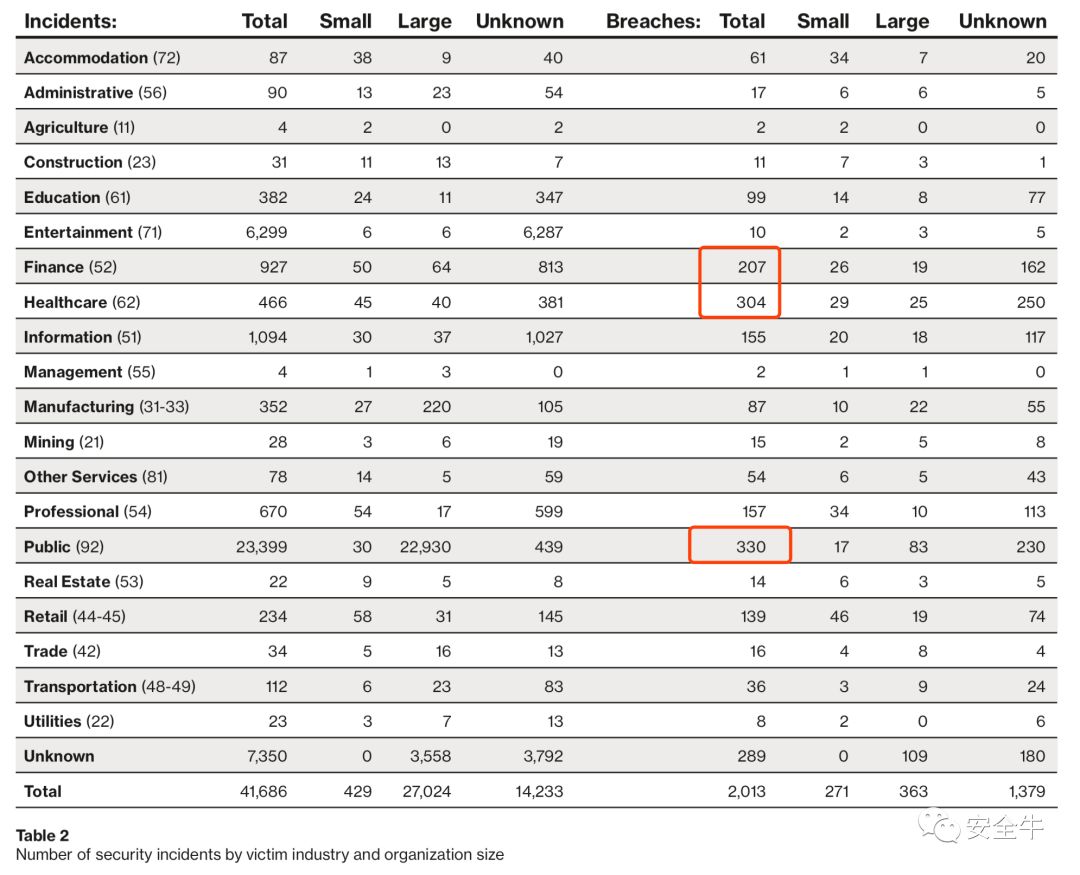 Incidents: Total Small Large Unknown Breaches: Total Small Large Unknown
Accommodation (72) 87 38 9 40 61 34 7 20
Administrative (56) 90 13 23 54 17 6 6 5
Agriculture (11) 4 2 0 2 2 2 0 0
Construction (23) 31 11 13 7 11 7 3 1
Education (61) 382 24 11 347 99 14 8 77
Entertainment (71) 6,299 6 6 6,287 10 2 3 5
Finance (52) 927 50 64 813 207 26 19 162
Healthcare (62) 466 45 40 381 304 29 25 250
Information (51) 1,094 30 37 1,027 155 20 18 117
Management (55) 4 1 3 0 2 1 1 0
Manufacturing (31-33) 352 27 220 105 87 10 22 55
Mining (21) 28 3 6 19 15 2 5 8
Other Services (81) 78 14 5 59 54 6 5 43
Professional (54) 670 54 17 599 157 34 10 113
Public (92) 23,399 30 22,930 439 330 17 83 230
Real Estate (53) 22 9 5 8 14 6 3 5
Retail (44-45) 234 58 31 145 139 46 19 74
Trade (42) 34 5 16 13 16 4 8 4
Transportation (48-49) 112 6 23 83 36 3 9 24
Utilities (22) 23 3 7 13 8 2 0 6
Unknown 7,350 0 3,558 3,792 289 0 109 180
Total 41,686 429 27,024 14,233 2,013 271 363 1,379
安全牛
Table 2
Number of security incidents by victim industry and organization size